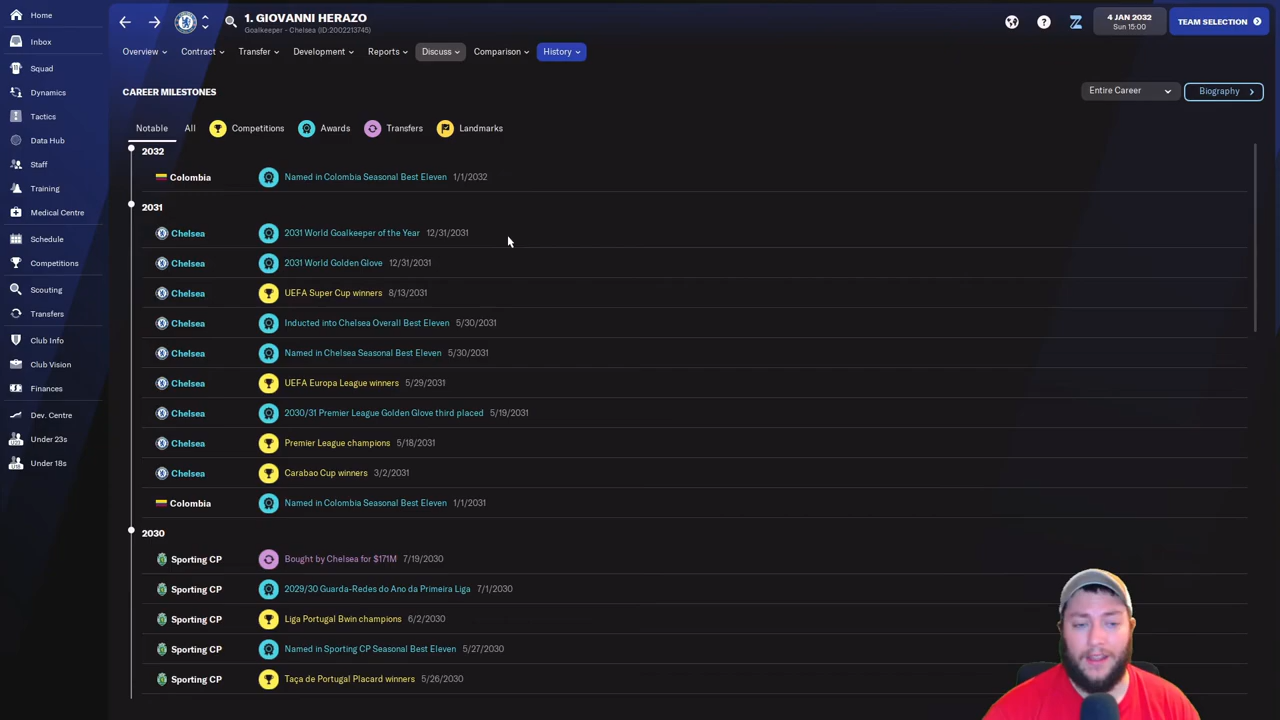 Home
Inbox
Squad
Dynamics
Tactics
Data Hub
Staff
Training
Medical Centre
Schedule
Competitions
Scouting
Transfers
Club Info
Club Vision
Finances
Dev. Centre
Under 23s
Under 18s
1. GIOVANNI HERAZO
Goalkeeper - Chelsea (ID:2002213745)
4 JAN 2032
Sun 15:00
TEAM SELECTION
Overview Contract Transfer Development Reports Discuss Comparison History
CAREER MILESTONES
Entire Career
Biography
Notable All Competitions Awards Transfers Landmarks
2032
Colombia Named in Colombia Seasonal Best Eleven 1/1/2032
2031
Chelsea 2031 World Goalkeeper of the Year 12/31/2031
Chelsea 2031 World Golden Glove 12/31/2031
Chelsea UEFA Super Cup winners 8/13/2031
Chelsea Inducted into Chelsea Overall Best Eleven 5/30/2031
Chelsea Named in Chelsea Seasonal Best Eleven 5/30/2031
Chelsea UEFA Europa League winners 5/29/2031
Chelsea 2030/31 Premier League Golden Glove third placed 5/19/2031
Chelsea Premier League champions 5/18/2031
Chelsea Carabao Cup winners 3/2/2031
Colombia Named in Colombia Seasonal Best Eleven 1/1/2031
2030
Sporting CP Bought by Chelsea for $171M 7/19/2030
Sporting CP 2029/30 Guarda-Redes do Ano da Primeira Liga 7/1/2030
Sporting CP Liga Portugal Bwin champions 6/2/2030
Sporting CP Named in Sporting CP Seasonal Best Eleven 5/27/2030
Sporting CP Taça de Portugal Placard winners 5/26/2030